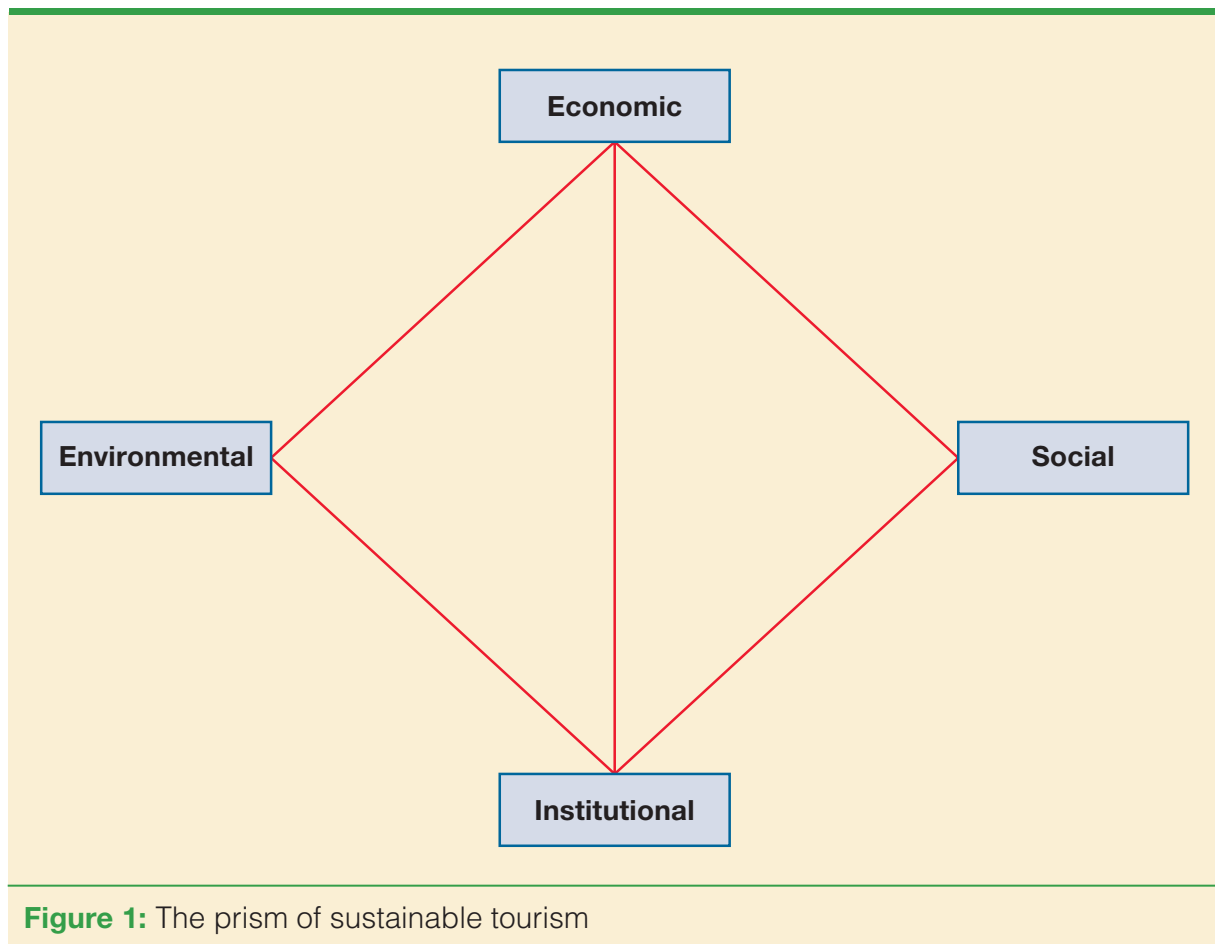 Economic
Environmental
Social
Institutional
Figure 1: The prism of sustainable tourism